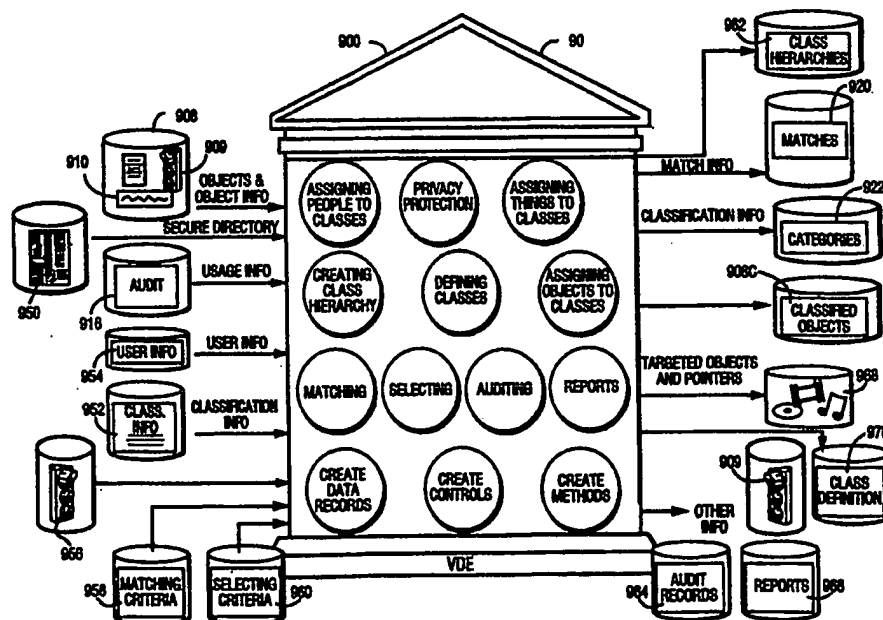 900
90
962
CLASS
HIERARCHIES
920
MATCHES
MATCH INFO
908
909
910
OBJECTS &
OBJECT INFO
SECURE DIRECTORY
950
ASSIGNING
PEOPLE TO
CLASSES
PRIVACY
PROTECTION
ASSIGNING
THINGS TO
CLASSES
CLASSIFICATION INFO
922
CATEGORIES
AUDIT
USAGE INFO
CREATING
CLASS
HIERARCHY
DEFINING
CLASSES
ASSIGNING
OBJECTS TO
CLASSES
908C
CLASSIFIED
OBJECTS
USER INFO
USER INFO
954
MATCHING
SELECTING
AUDITING
REPORTS
TARGETED OBJECTS
AND POINTERS
968
952
CLASS.
INFO
CLASSIFICATION
INFO
CREATE
DATA
RECORDS
CREATE
CONTROLS
CREATE
METHODS
OTHER
INFO
909
CLASS
DEFINITION
MATCHING
CRITERIA
SELECTING
CRITERIA
960
VDE
AUDIT
RECORDS
964
REPORTS